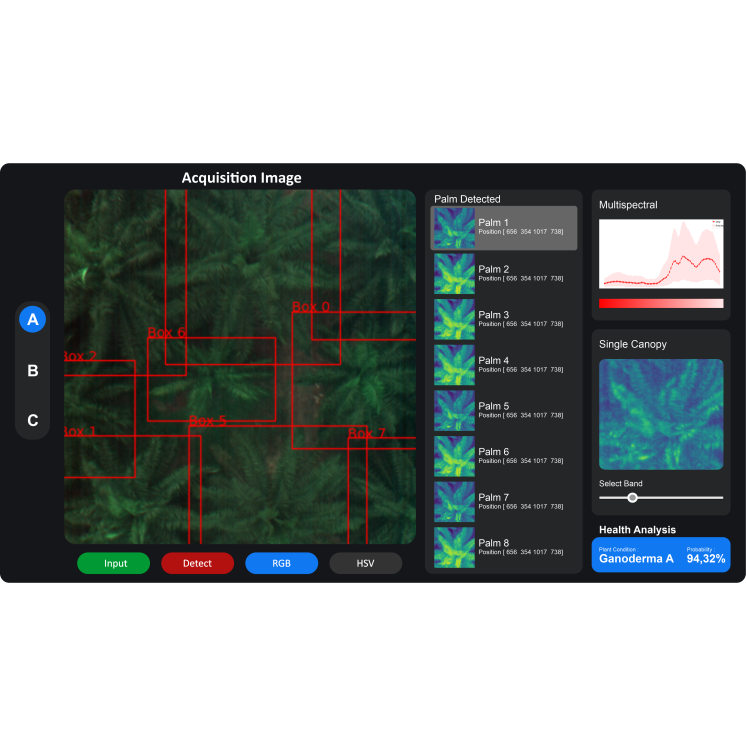 Acquisition Image
A
B
C
Box 0
Box 6
Box 2
Box 5
Box 1
Box 7
Input
Detect
RGB
HSV
Palm Detected
Palm 1
Position [ 656 354 1017 738]
Palm 2
Position [ 656 354 1017 738]
Palm 3
Position [ 656 354 1017 738]
Palm 4
Position [ 656 354 1017 738]
Palm 5
Position [ 656 354 1017 738]
Palm 6
Position [ 656 354 1017 738]
Palm 7
Position [ 656 354 1017 738]
Palm 8
Position [ 656 354 1017 738]
Multispectral
Single Canopy
Select Band
Health Analysis
Plant Condition : Probability
Ganoderma A 94,32%